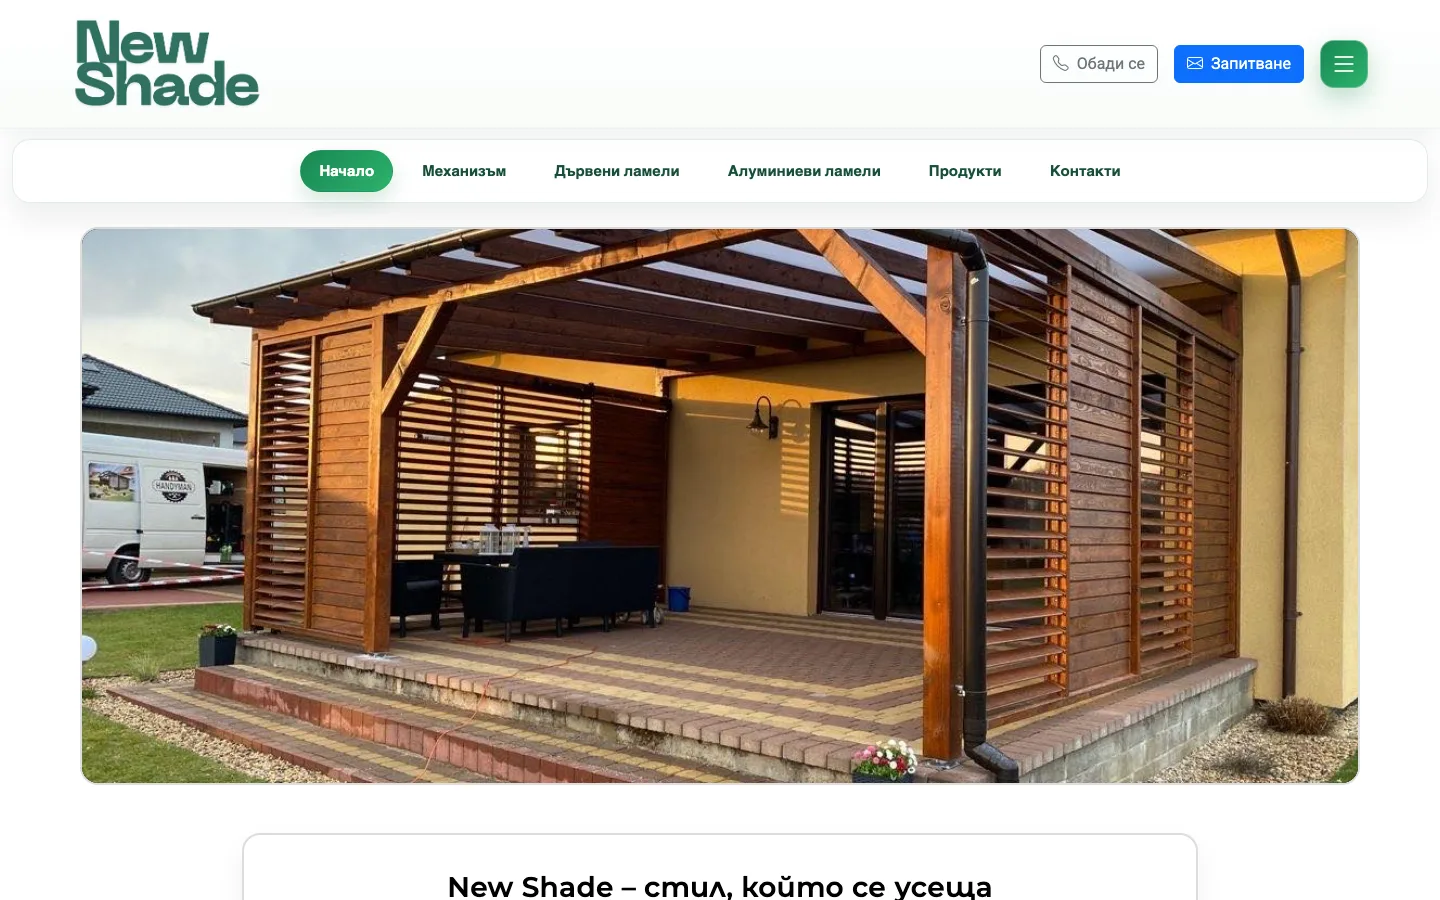 New
Shade
Обади се
Запитване
Начало
Механизъм
Дървени ламели
Алуминиеви ламели
Продукти
Контакти
HANDYMAN
New Shade – стил, който се усеща